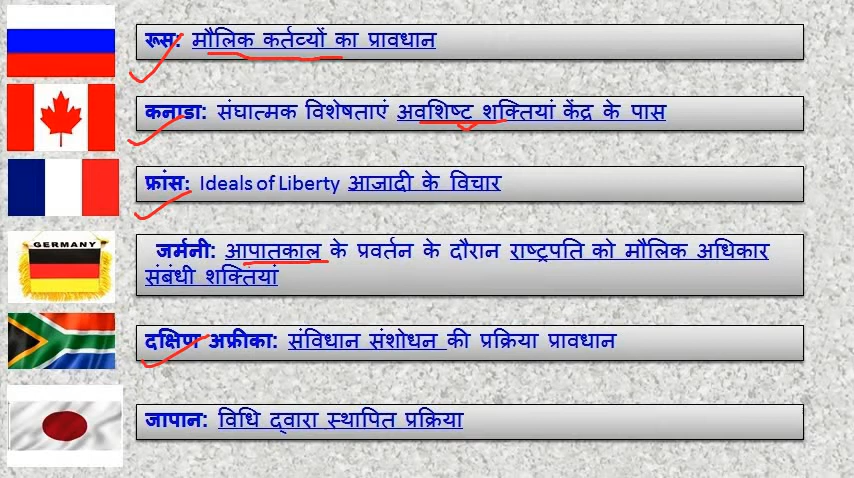 रूस: मौलिक कर्तव्यों का प्रावधान
कनाडा: संघात्मक विशेषताएं अवशिष्ट शक्तियां केंद्र के पास
फ्रांस: Ideals of Liberty आजादी के विचार
GERMANY
जर्मनी: आपातकाल के प्रवर्तन के दौरान राष्ट्रपति को मौलिक अधिकार
संबंधी शक्तियां
दक्षिण अफ्रीका: संविधान संशोधन की प्रक्रिया प्रावधान
जापान: विधि द्वारा स्थापित प्रक्रिया